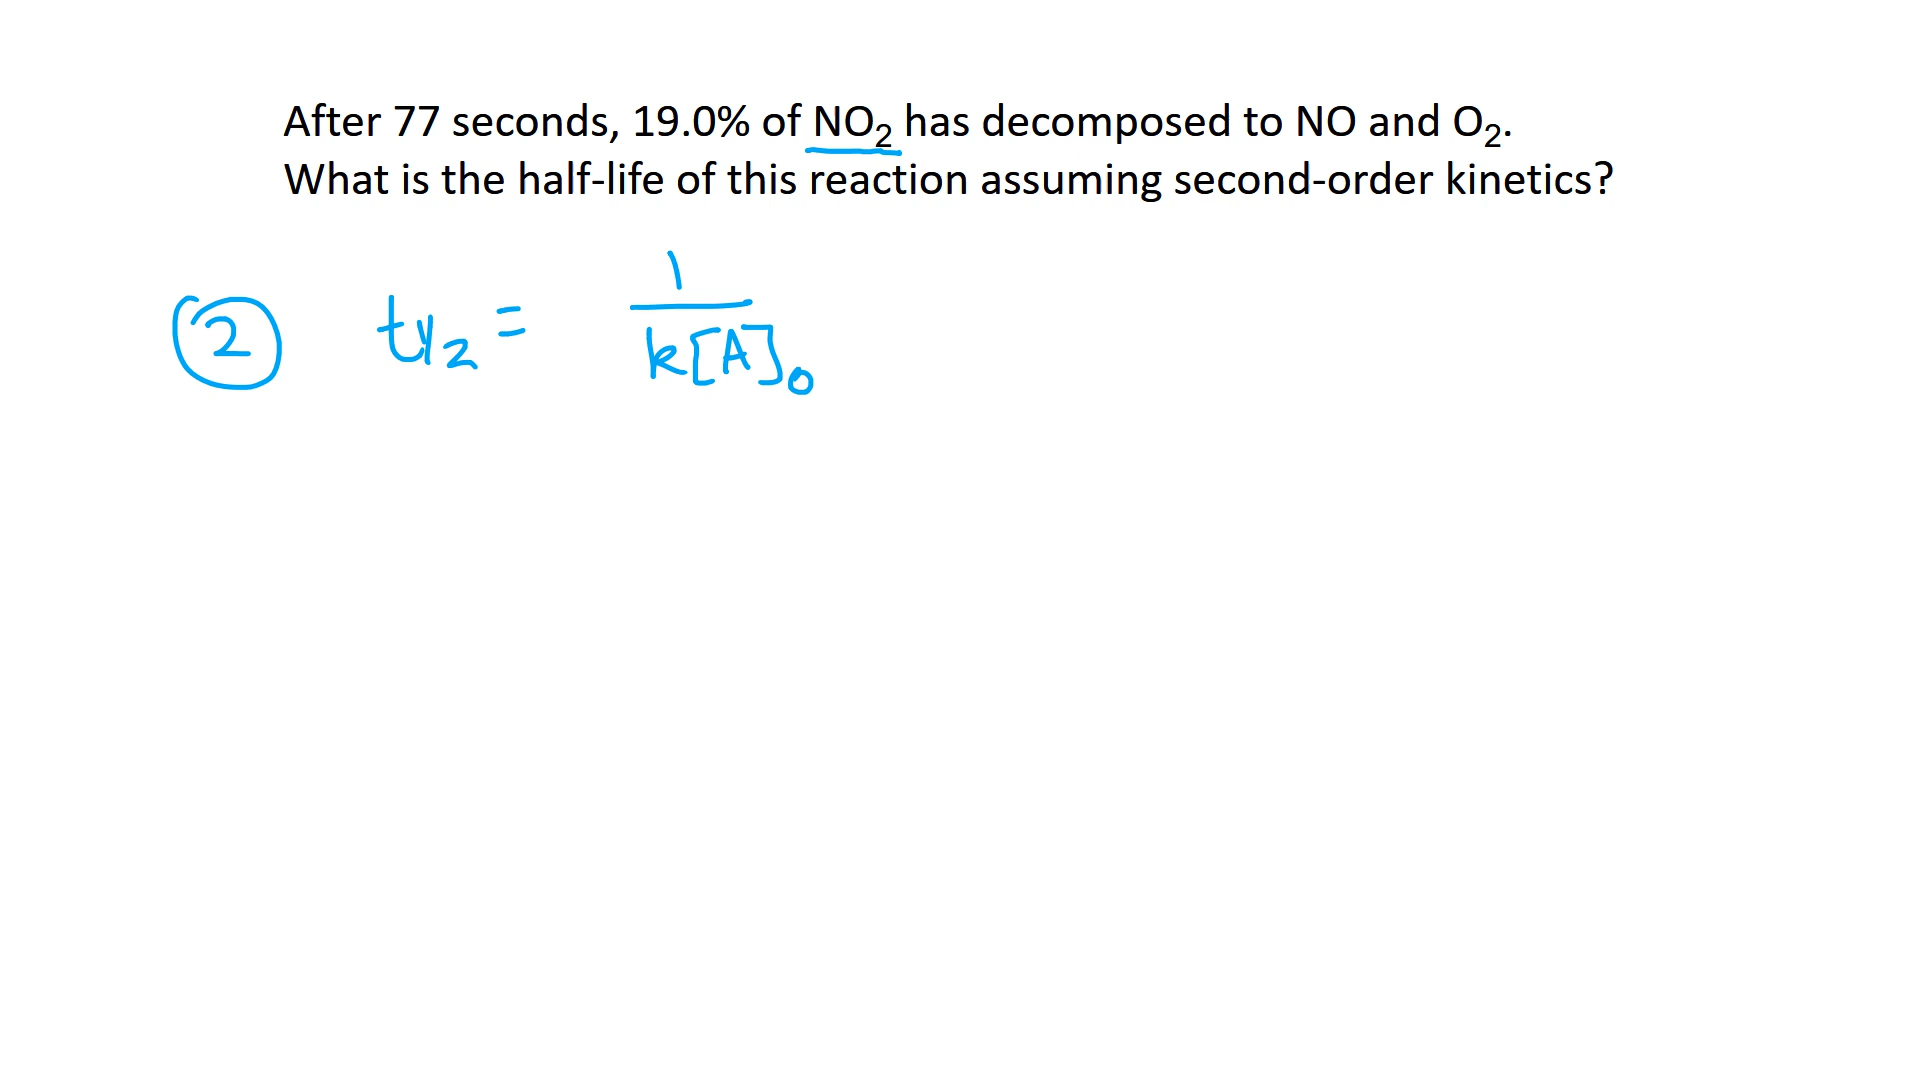 After 77 seconds, 19.0% of NO₂ has decomposed to NO and O₂.
What is the half-life of this reaction assuming second-order kinetics?
② t₁/₂ = 1 / k[A]₀